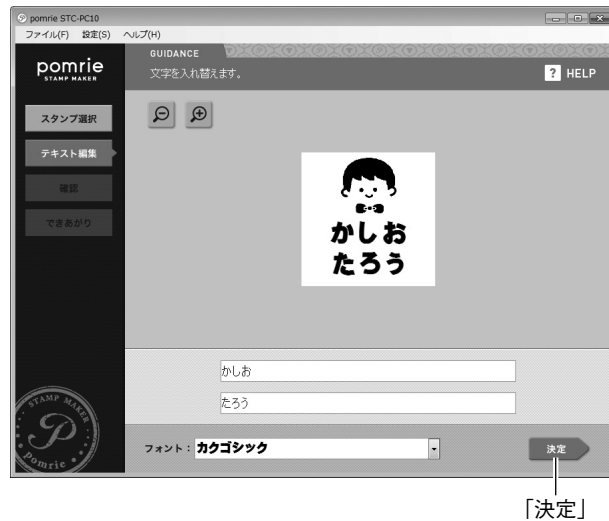 pomrie STC-PC10
ファイル(F) 設定(S) ヘルプ(H)
pomrie
STAMP MAKER
GUIDANCE
文字を入れ替えます。
? HELP
スタンプ選択
テキスト編集
確認
できあがり
かしお
たろう
かしお
たろう
STAMP MAKER
P
pomrie
フォント：カクゴシック
決定
「決定」